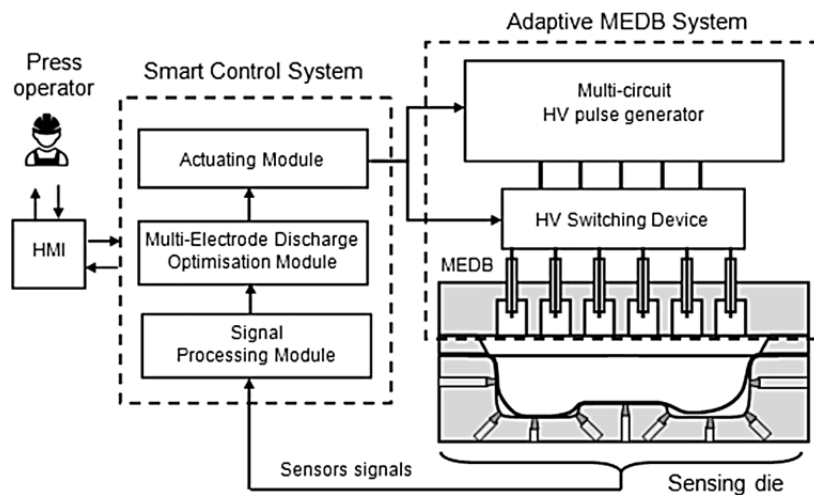 Adaptive MEDB System
Press
operator
Smart Control System
Multi-circuit
HV pulse generator
Actuating Module
HV Switching Device
HMI
Multi-Electrode Discharge
Optimisation Module
MEDB
Signal
Processing Module
Sensors signals
Sensing die